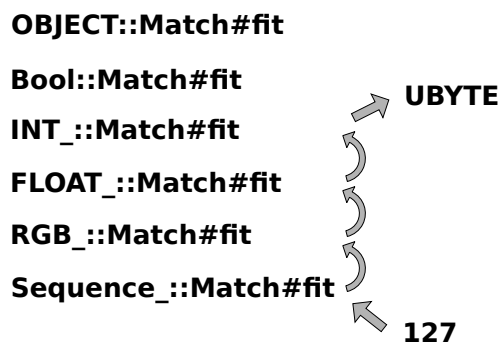 OBJECT::Match#fit
Bool::Match#fit
UBYTE
INT_::Match#fit
FLOAT_::Match#fit
RGB_::Match#fit
Sequence_::Match#fit
127